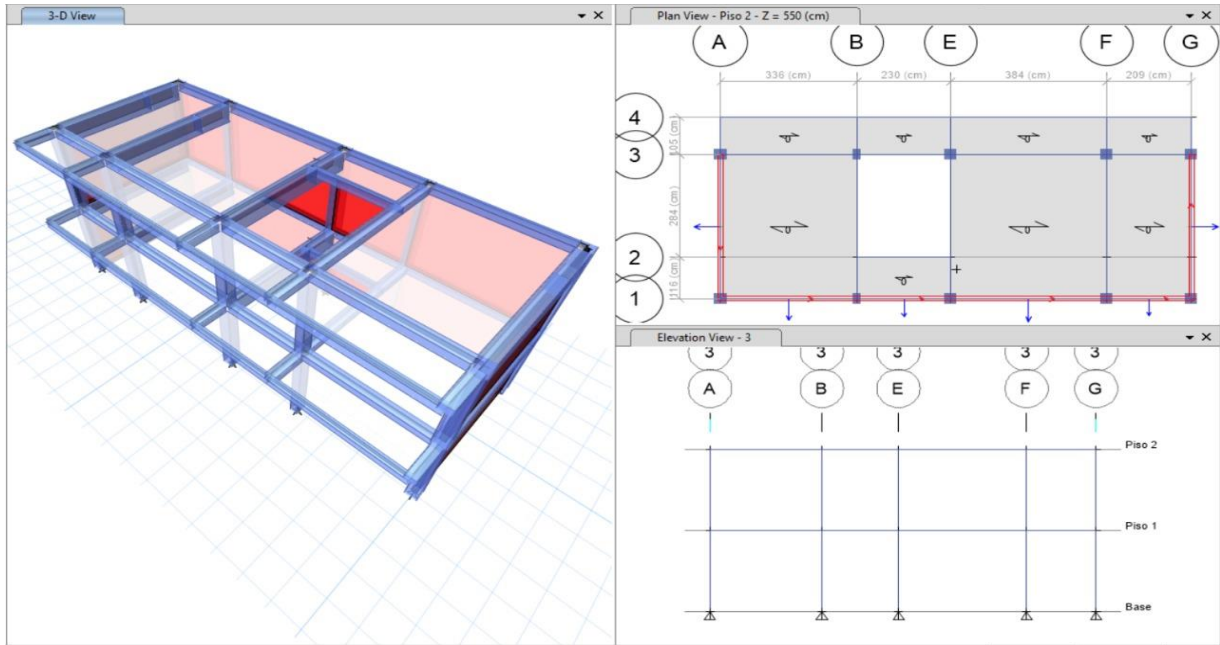 3-D View
Plan View - Piso 2 - Z = 550 (cm)
A B E F G
336 (cm) 230 (cm) 384 (cm) 209 (cm)
4
105 (cm)
3
284 (cm)
2
116 (cm)
1
Elevation View - 3
3 3 3 3 3
A B E F G
Piso 2
Piso 1
Base